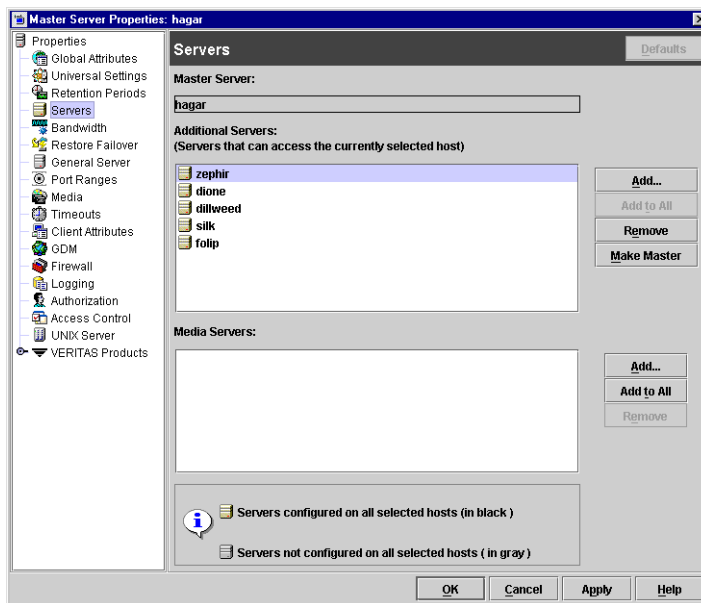 Master Server Properties: hagar
Properties
Global Attributes
Universal Settings
Retention Periods
Servers
Bandwidth
Restore Failover
General Server
Port Ranges
Media
Timeouts
Client Attributes
GDM
Firewall
Logging
Authorization
Access Control
UNIX Server
VERITAS Products
Servers
Defaults
Master Server:
hagar
Additional Servers:
(Servers that can access the currently selected host)
zephir
dione
dillweed
silk
folip
Add...
Add to All
Remove
Make Master
Media Servers:
Add...
Add to All
Remove
Servers configured on all selected hosts (in black )
Servers not configured on all selected hosts ( in gray )
OK
Cancel
Apply
Help